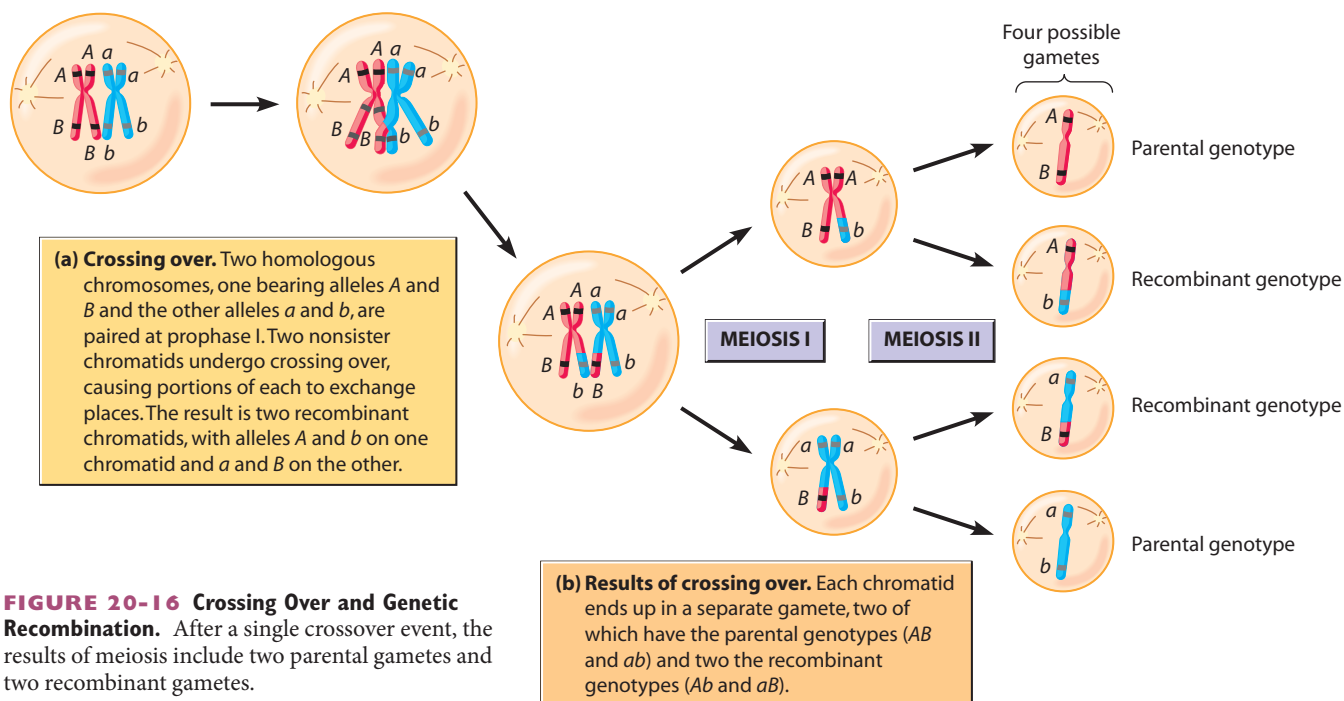 A a
A a
B b
B b
A a
A a
B B b b
Four possible
gametes
A
B
Parental genotype
A A
B b
A
b
Recombinant genotype
(a) Crossing over. Two homologous
chromosomes, one bearing alleles A and
B and the other alleles a and b, are
paired at prophase I. Two nonsister
chromatids undergo crossing over,
causing portions of each to exchange
places. The result is two recombinant
chromatids, with alleles A and b on one
chromatid and a and B on the other.
A a
A a
B b
b B
MEIOSIS I
MEIOSIS II
a
B
Recombinant genotype
a a
B b
a
b
Parental genotype
(b) Results of crossing over. Each chromatid
ends up in a separate gamete, two of
which have the parental genotypes (AB
and ab) and two the recombinant
genotypes (Ab and aB).
FIGURE 20-16 Crossing Over and Genetic
Recombination. After a single crossover event, the
results of meiosis include two parental gametes and
two recombinant gametes.